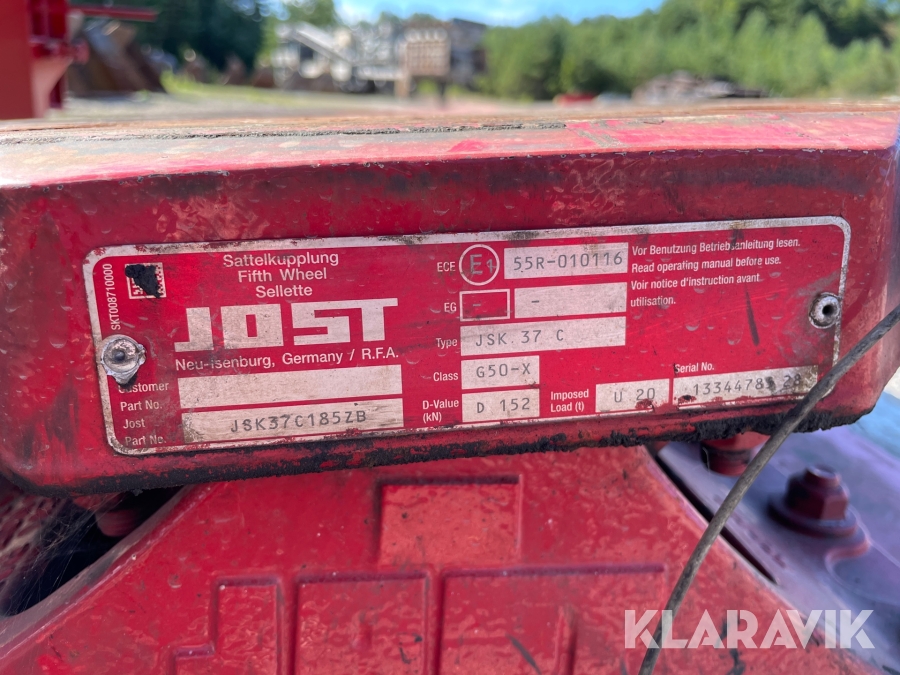 Sattelkupplung
Fifth Wheel
Sellette
SKT008710000
JOST
Neu-Isenburg, Germany / R.F.A.
Customer
Part No.
Jost
Part No. JSK37C185ZB
ECE E1 55R-010116
EG - -
Type JSK 37 C
Class G50-X
D-Value
(kN) D 152
Imposed
Load (t) U 20
Serial No.
Vor Benutzung Betriebsanleitung lesen.
Read operating manual before use.
Voir notice d'instruction avant
utilisation.
KLARAVIK